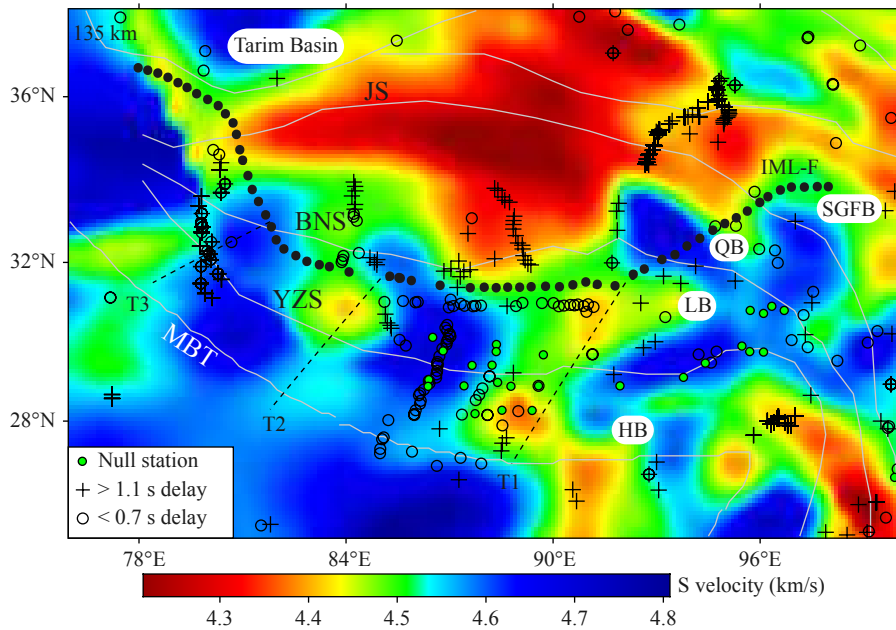 135 km
Tarim Basin
36°N
JS
IML-F
SGFB
BNS
QB
32°N
T3
YZS
LB
MBT
T2
HB
28°N
T1
Null station
> 1.1 s delay
< 0.7 s delay
78°E 84°E 90°E 96°E
S velocity (km/s)
4.3 4.4 4.5 4.6 4.7 4.8